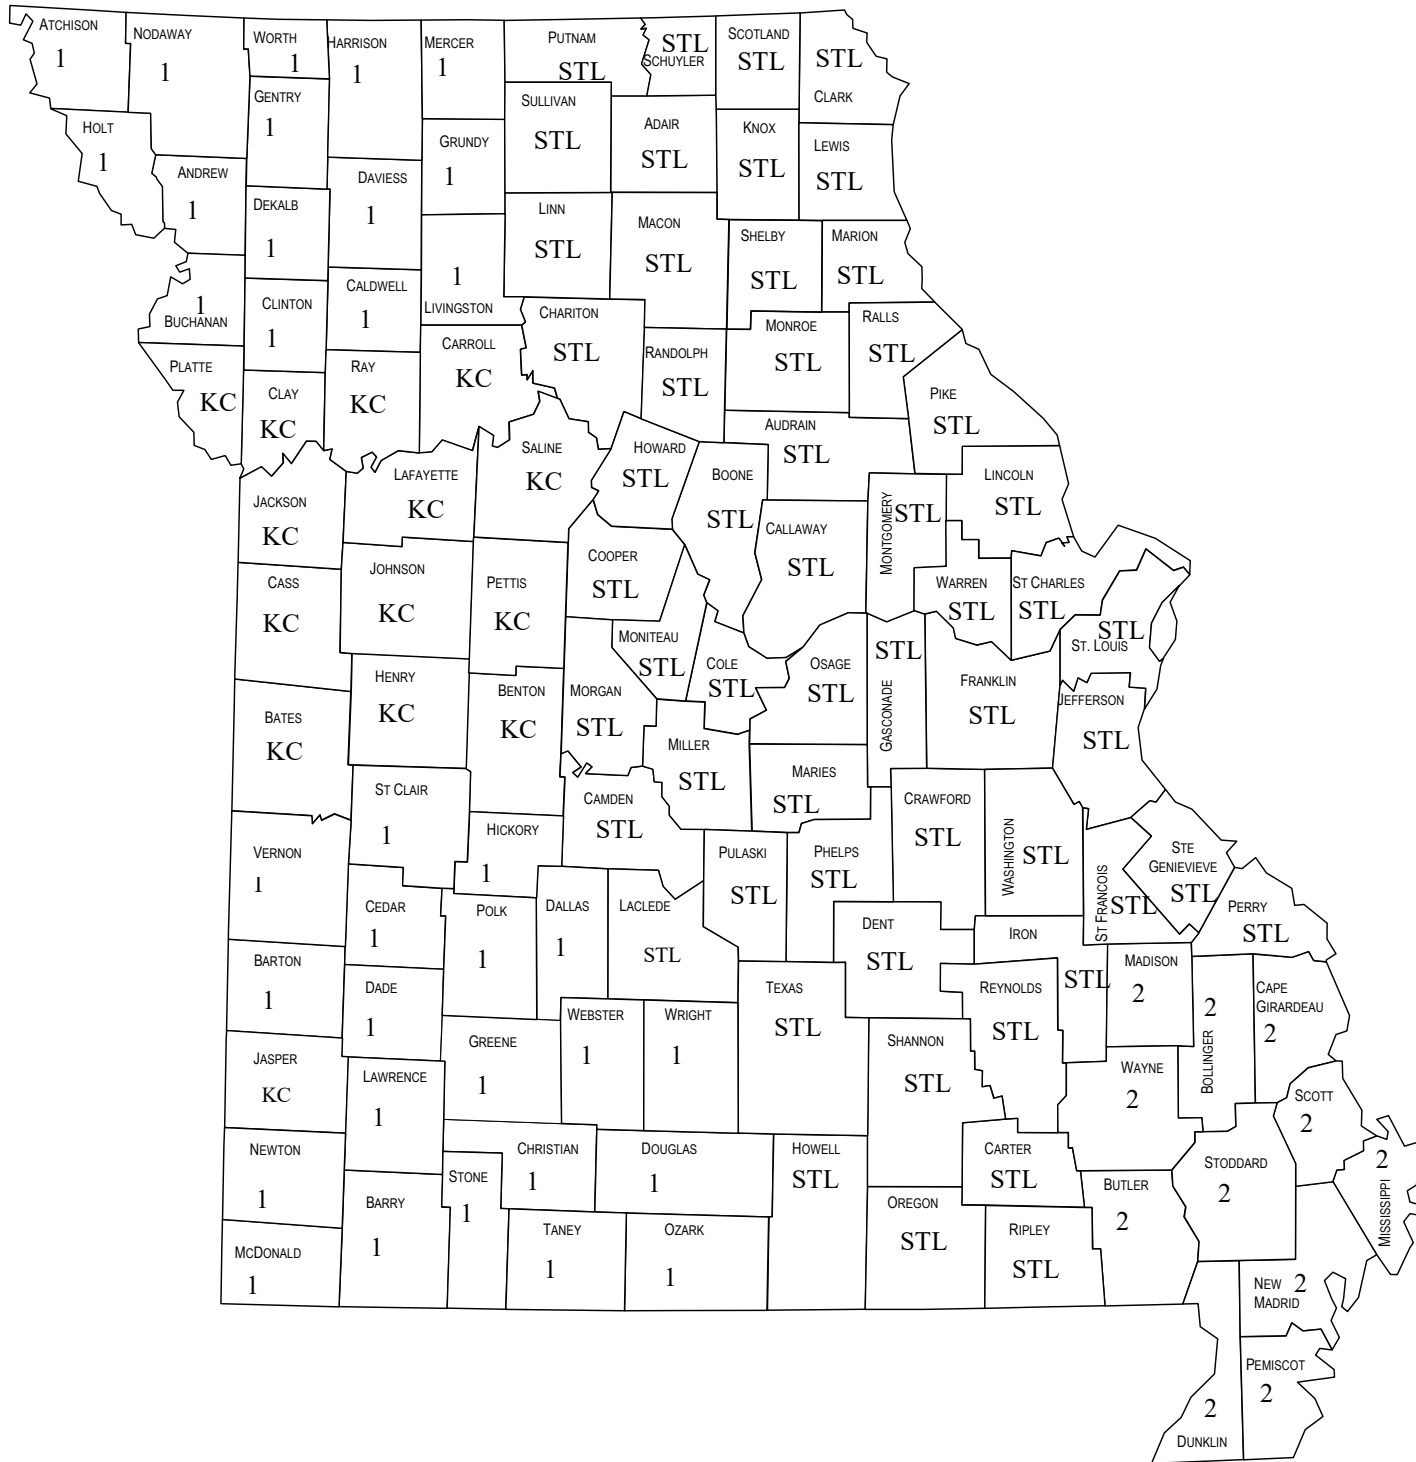 ATCHISON
1
NODAWAY
1
WORTH
1
HARRISON
1
MERCER
1
PUTNAM
STL
STL
SCHUYLER
SCOTLAND
STL
STL
CLARK
GENTRY
1
SULLIVAN
STL
ADAIR
STL
KNOX
STL
LEWIS
STL
HOLT
1
ANDREW
1
DEKALB
1
DAVIESS
1
GRUNDY
1
LINN
STL
MACON
STL
SHELBY
STL
MARION
STL
1
BUCHANAN
CLINTON
1
CALDWELL
1
1
LIVINGSTON
CHARITON
STL
RANDOLPH
STL
MONROE
STL
RALLS
STL
PLATTE
KC
CLAY
KC
RAY
KC
CARROLL
KC
PIKE
STL
AUDRAIN
STL
SALINE
KC
HOWARD
STL
BOONE
STL
LINCOLN
STL
JACKSON
KC
LAFAYETTE
KC
MONTGOMERY
STL
CALLAWAY
STL
COOPER
STL
CASS
KC
JOHNSON
KC
PETTIS
KC
WARREN
STL
ST CHARLES
STL
STL
ST. LOUIS
MONITEAU
STL
COLE
STL
OSAGE
STL
STL
GASCONADE
FRANKLIN
STL
JEFFERSON
STL
BATES
KC
HENRY
KC
BENTON
KC
MORGAN
STL
MILLER
STL
MARIES
STL
ST CLAIR
1
CAMDEN
STL
CRAWFORD
STL
WASHINGTON
STL
HICKORY
1
PULASKI
STL
PHELPS
STL
STE
GENIEVIEVE
STL
ST FRANCOIS
STL
VERNON
1
CEDAR
1
POLK
1
DALLAS
1
LACLEDE
STL
DENT
STL
IRON
STL
PERRY
STL
BARTON
1
DADE
1
TEXAS
STL
REYNOLDS
STL
MADISON
2
2
BOLLINGER
CAPE
GIRARDEAU
2
GREENE
1
WEBSTER
1
WRIGHT
1
SHANNON
STL
JASPER
KC
LAWRENCE
1
WAYNE
2
SCOTT
2
NEWTON
1
CHRISTIAN
1
DOUGLAS
1
HOWELL
STL
CARTER
STL
STODDARD
2
2
MISSISSIPPI
STONE
1
BARRY
1
TANEY
1
OZARK
1
OREGON
STL
RIPLEY
STL
BUTLER
2
MCDONALD
1
NEW
MADRID
2
PEMISCOT
2
2
DUNKLIN